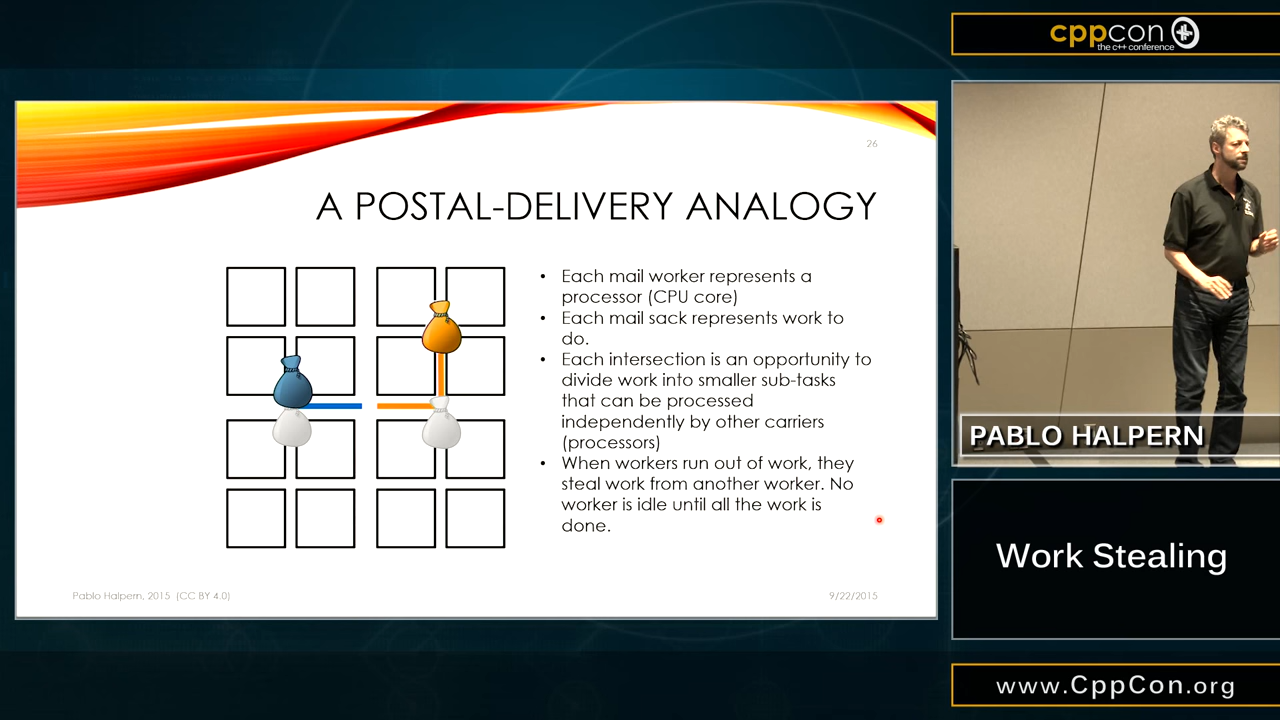 cppcon
the c++ conference
26
A POSTAL-DELIVERY ANALOGY
• Each mail worker represents a
processor (CPU core)
• Each mail sack represents work to
do.
• Each intersection is an opportunity to
divide work into smaller sub-tasks
that can be processed
independently by other carriers
(processors)
• When workers run out of work, they
steal work from another worker. No
worker is idle until all the work is
done.
Pablo Halpern, 2015 (CC BY 4.0)
9/22/2015
PABLO HALPERN
Work Stealing
www.CppCon.org